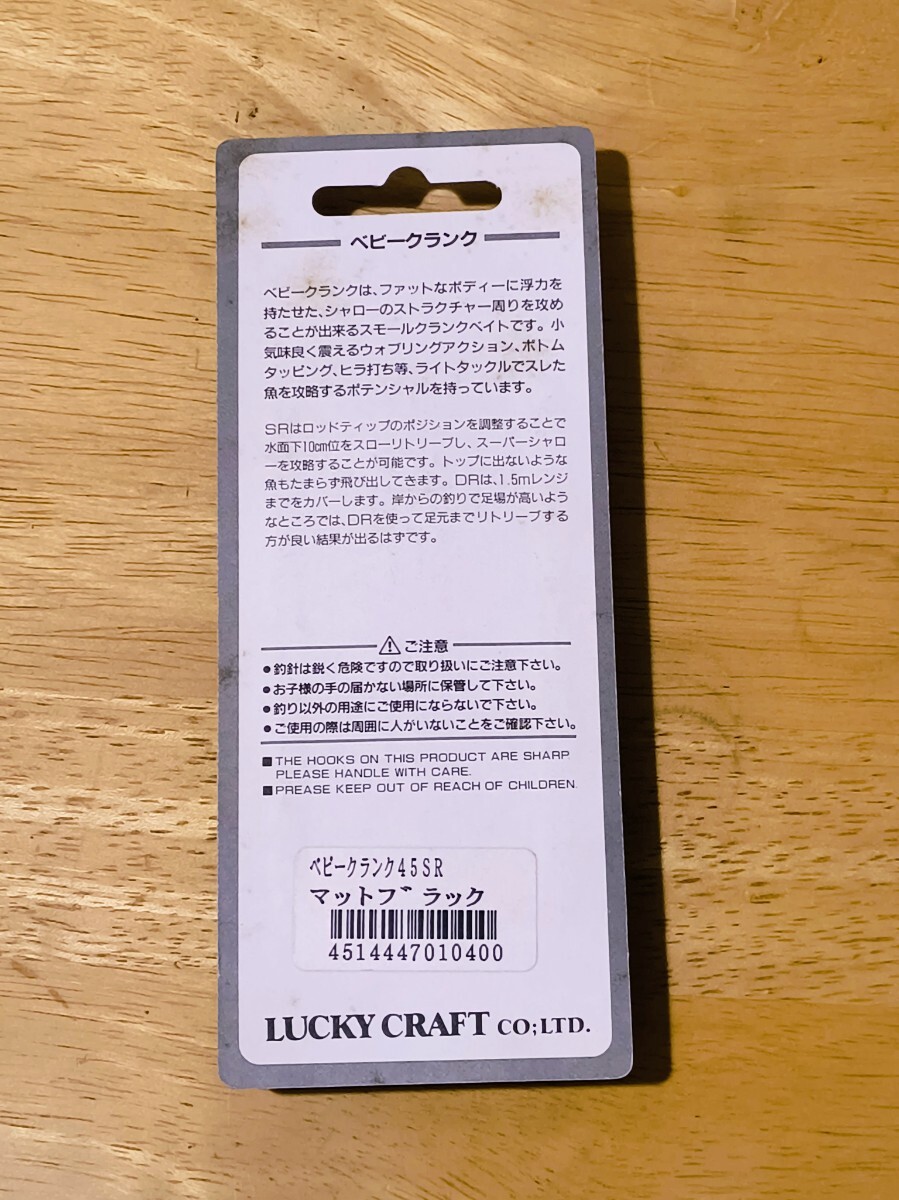 ベビークランク
ベビークランクは、ファットなボディーに浮力を
持たせた、シャローのストラクチャー周りを攻め
ることが出来るスモールクランクベイトです。小
気味良く震えるウォブリングアクション、ボトム
タッピング、ヒラ打ち等、ライトタックルでスレた
魚を攻略するポテンシャルを持っています。
SRはロッドティップのポジションを調整することで
水面下10cm位をスローリトリーブし、スーパーシャロ
ーを攻略することが可能です。トップに出ないような
魚もたまらず飛び出してきます。DRは、1.5mレンジ
までをカバーします。岸からの釣りで足場が高いよう
なところでは、DRを使って足元までリトリーブする
方が良い結果が出るはずです。
⚠ ご注意
●釣針は鋭く危険ですので取り扱いにご注意下さい。
●お子様の手の届かない場所に保管して下さい。
●釣り以外の用途にご使用にならないで下さい。
●ご使用の際は周囲に人がいないことをご確認下さい。
■THE HOOKS ON THIS PRODUCT ARE SHARP
PLEASE HANDLE WITH CARE.
■PREASE KEEP OUT OF REACH OF CHILDREN.
ベビークランク45SR
マットブラック
4514447010400
LUCKY CRAFT CO;LTD.